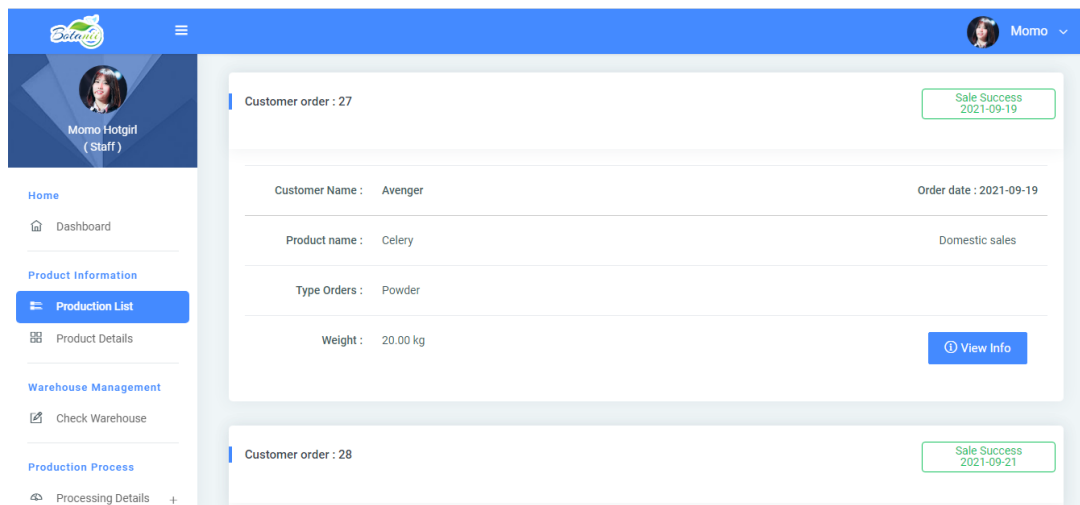 Botanic
Momo
Momo Hotgirl
( Staff )
Home
Dashboard
Product Information
Production List
Product Details
Warehouse Management
Check Warehouse
Production Process
Processing Details +
Customer order : 27
Sale Success
2021-09-19
Customer Name : Avenger
Order date : 2021-09-19
Product name : Celery
Domestic sales
Type Orders : Powder
Weight : 20.00 kg
View Info
Customer order : 28
Sale Success
2021-09-21